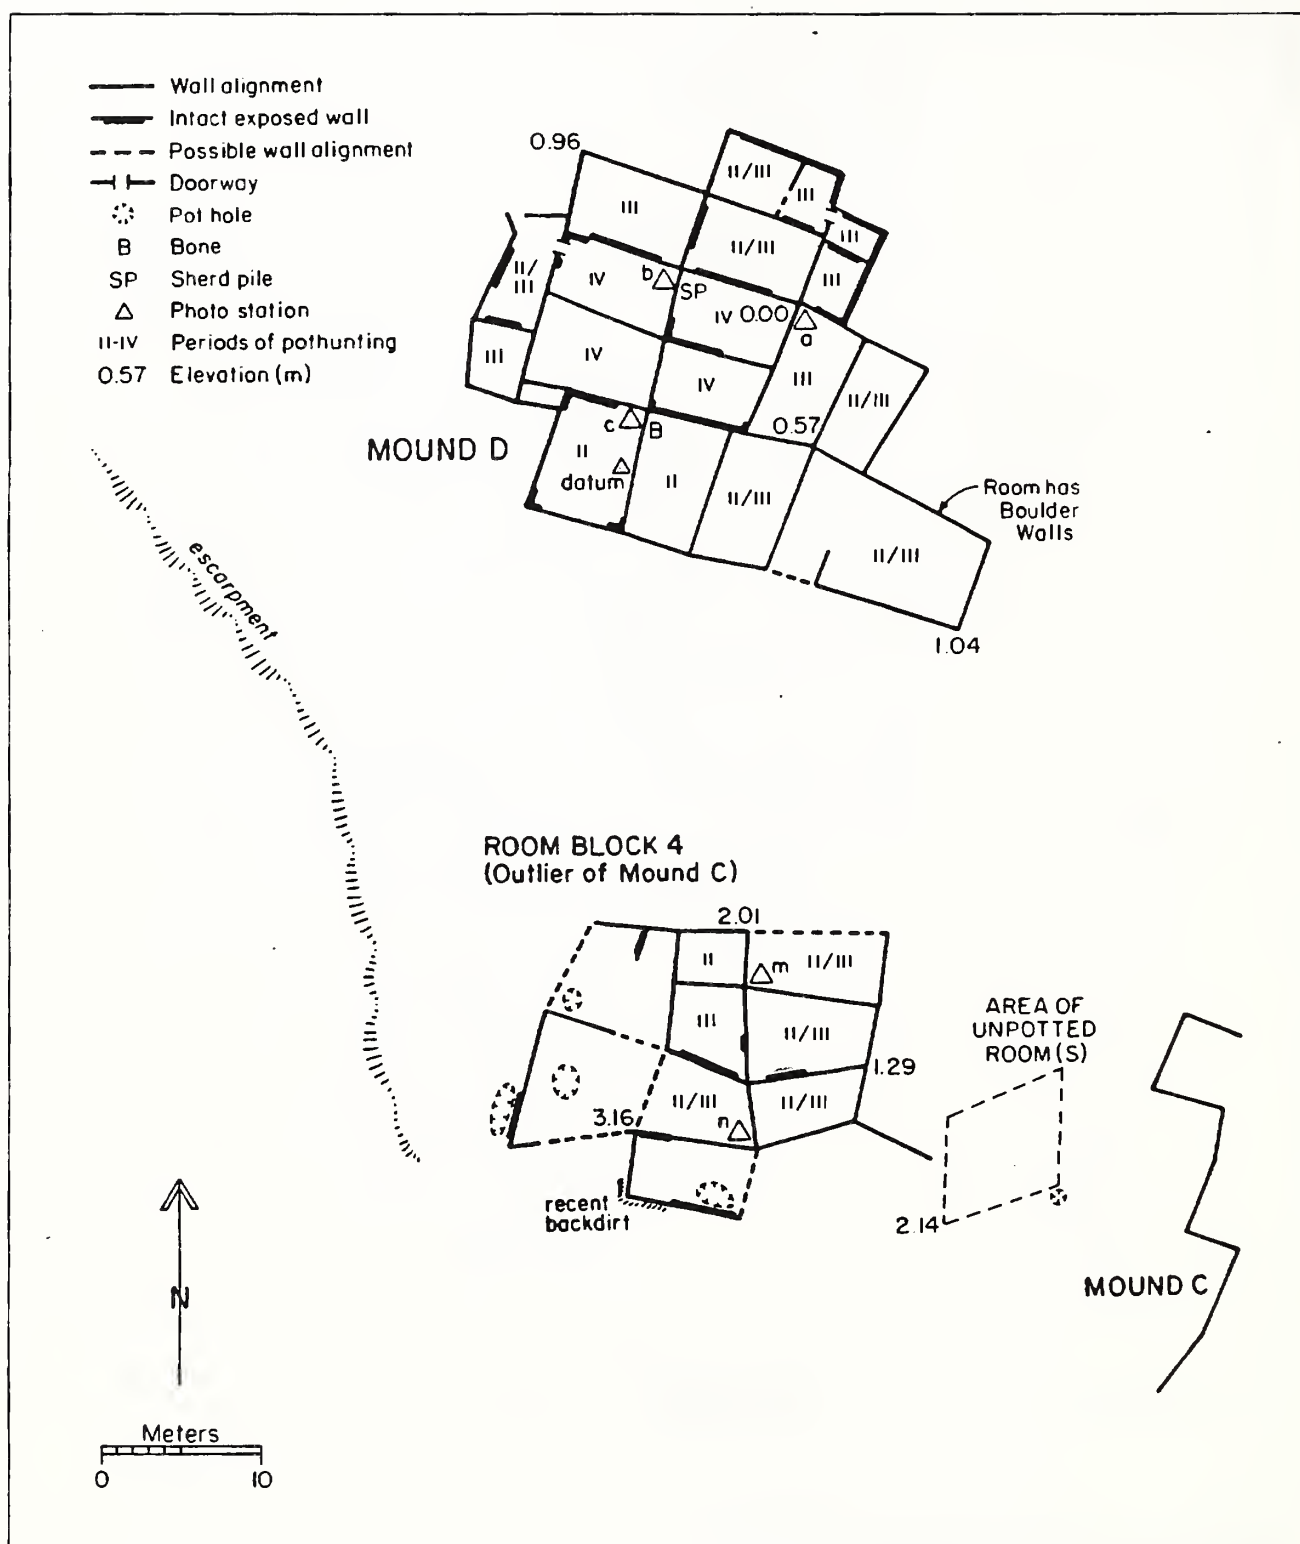 Wall alignment
Intact exposed wall
Possible wall alignment
Doorway
Pot hole
B Bone
SP Sherd pile
Photo station
II-IV Periods of pothunting
0.57 Elevation (m)
0.96
II/III
III
III
II/III
III
II/
III
IV
b
SP
IV
0.00
III
a
III
IV
IV
III
II/III
0.57
MOUND D
c
B
II
datum
II
II/III
Room has
Boulder
Walls
II/III
1.04
escarpment
ROOM BLOCK 4
(Outlier of Mound C)
2.01
II
m
II/III
III
II/III
AREA OF
UNPOTTED
ROOM(S)
1.29
3.16
II/III
n
II/III
recent
backdirt
2.14
MOUND C
N
Meters
0 10